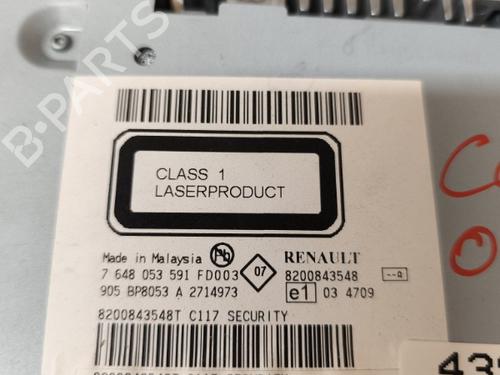 B-PARTS
CLASS 1
LASERPRODUCT
Made in Malaysia Pb RENAULT
7 648 053 591 FD003 07 8200843548 --Ω
905 BP8053 A 2714973 e1 03 4709
8200843548T C117 SECURITY